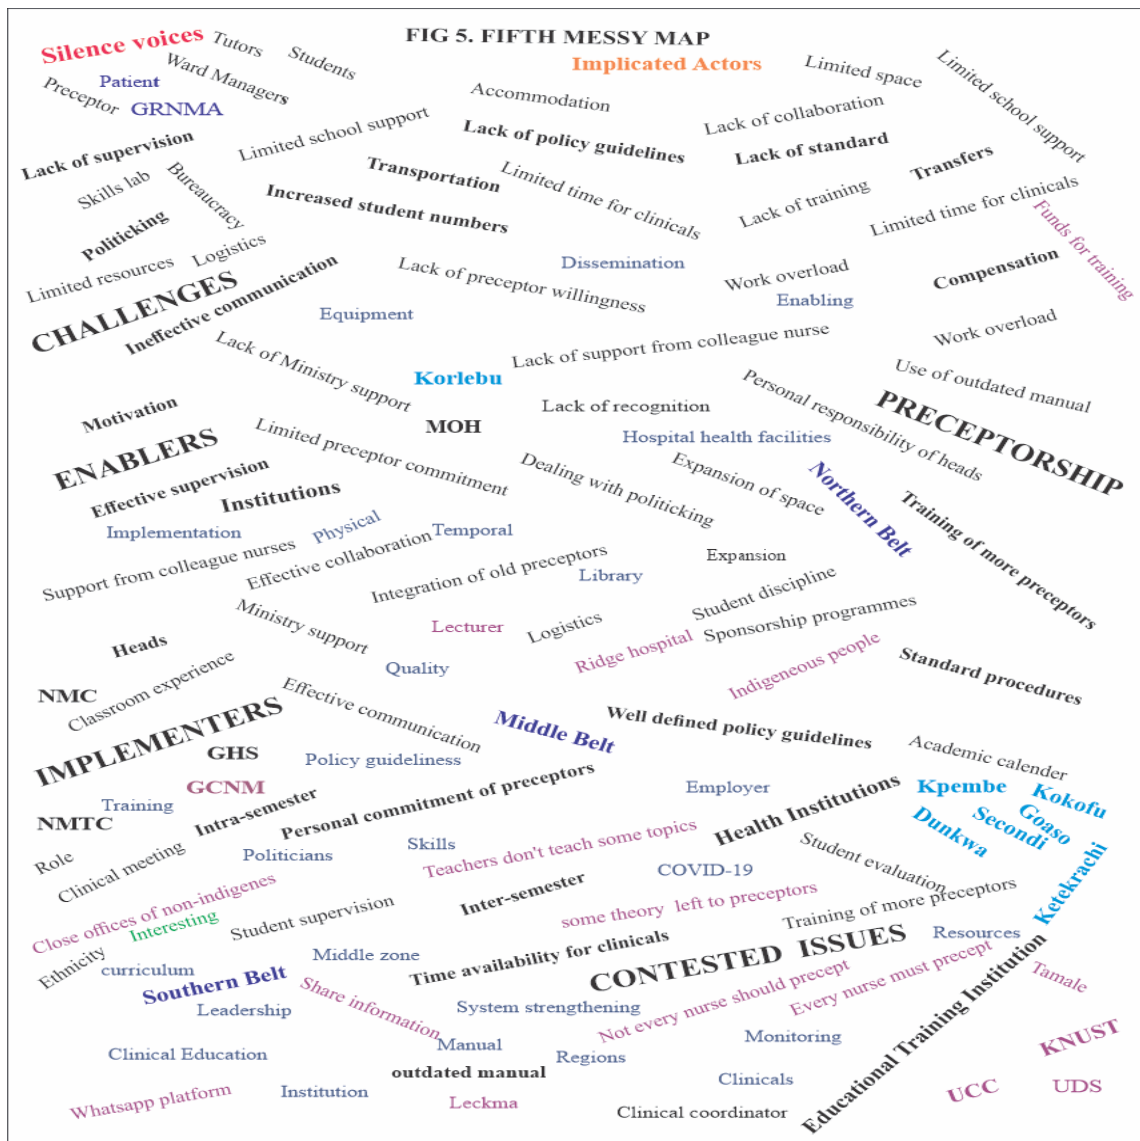 FIG 5. FIFTH MESSY MAP
Silence voices
Tutors
Students
Implicated Actors
Limited space
Limited school support
Ward Managers
Patient
Preceptor
GRNMA
Accommodation
Lack of collaboration
Limited school support
Lack of policy guidelines
Lack of standard
Transfers
Lack of supervision
Skills lab
Bureaucracy
Transportation
Limited time for clinicals
Lack of training
Limited time for clinicals
Increased student numbers
Funds for training
Politicking
Logistics
Limited resources
Dissemination
Work overload
Compensation
CHALLENGES
Ineffective communication
Lack of preceptor willingness
Enabling
Equipment
Work overload
Lack of Ministry support
Lack of support from colleague nurse
Korlebu
Use of outdated manual
Personal responsibility of heads
PRECEPTORSHIP
Motivation
Lack of recognition
MOH
Hospital health facilities
ENABLERS
Limited preceptor commitment
Effective supervision
Institutions
Dealing with politicking
Expansion of space
Northern Belt
Training of more preceptors
Implementation
Physical
Temporal
Support from colleague nurses
Effective collaboration
Integration of old preceptors
Expansion
Library
Student discipline
Ministry support
Lecturer
Logistics
Sponsorship programmes
Heads
Quality
Ridge hospital
Indigeneous people
Standard procedures
NMC
Classroom experience
Effective communication
IMPLEMENTERS
Middle Belt
Well defined policy guidelines
GHS
Policy guideliness
Academic calender
GCNM
Training
Intra-semester
Personal commitment of preceptors
Employer
Health Institutions
Kpembe
Kokofu
Goaso
Secondi
Dunkwa
NMTC
Role
Clinical meeting
Politicians
Skills
Teachers don't teach some topics
COVID-19
Student evaluation
Ketekrachi
Close offices of non-indigenes
Interesting
Student supervision
Inter-semester
some theory left to preceptors
Training of more preceptors
Ethnicity
curriculum
Southern Belt
Middle zone
Time availability for clinicals
CONTESTED ISSUES
Resources
Leadership
Share information
System strengthening
Not every nurse should precept
Every nurse must precept
Educational Training Institution
Tamale
Clinical Education
Manual
Regions
Monitoring
KNUST
outdated manual
Whatsapp platform
Institution
Leckma
Clinicals
Clinical coordinator
UCC
UDS